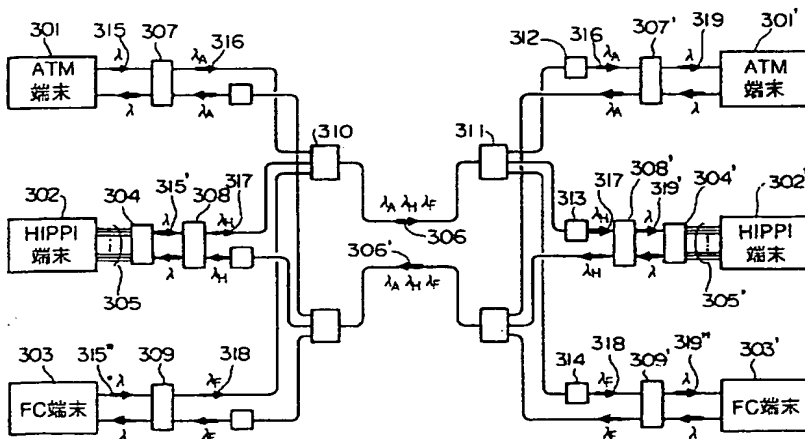 301 315 307 316
ATM
端末
λ λA
λ λA
310
302 304 315' 308 317
HIPPI
端末
λ λH
λ λH
305
303 315" 309 318
FC端末
λ λF
λ λF
λA λH λF
306
306'
λA λH λF
311
312 316 307' 319 301'
λA λ
λA λ
ATM
端末
313 317 308' 319' 304' 302'
λH λ
λH λ
HIPPI
端末
305'
314 318 309' 319" 303'
λF λ
λF λ
FC端末